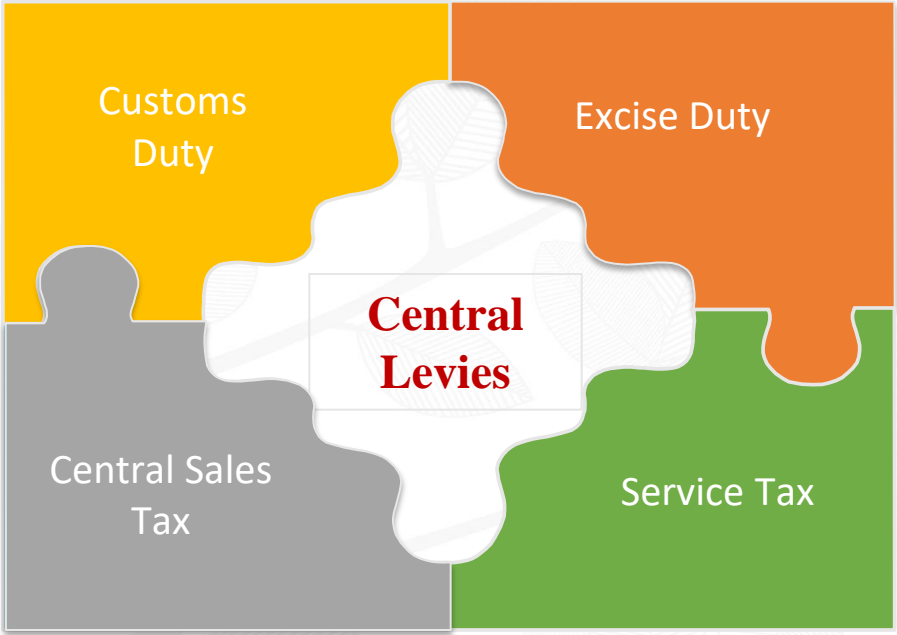 Customs
Duty
Excise Duty
Central
Levies
Central Sales
Tax
Service Tax